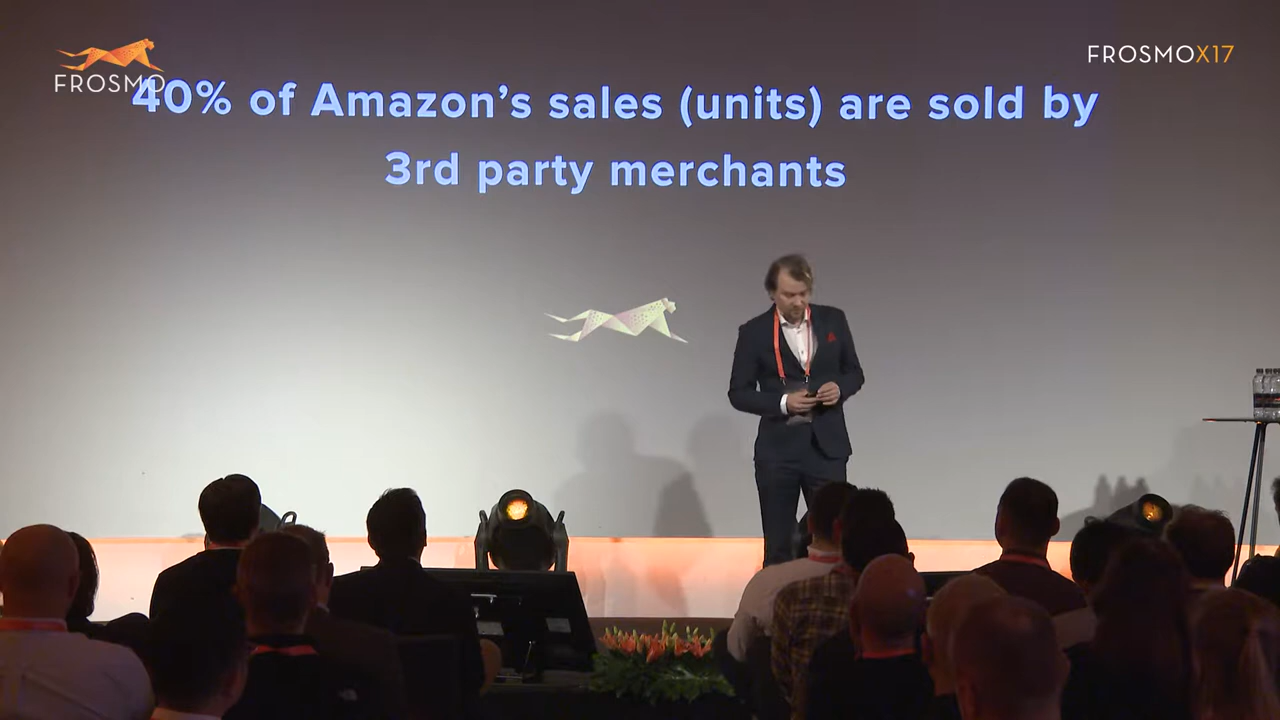 FROSMO
FROSMOX17
40% of Amazon's sales (units) are sold by
3rd party merchants